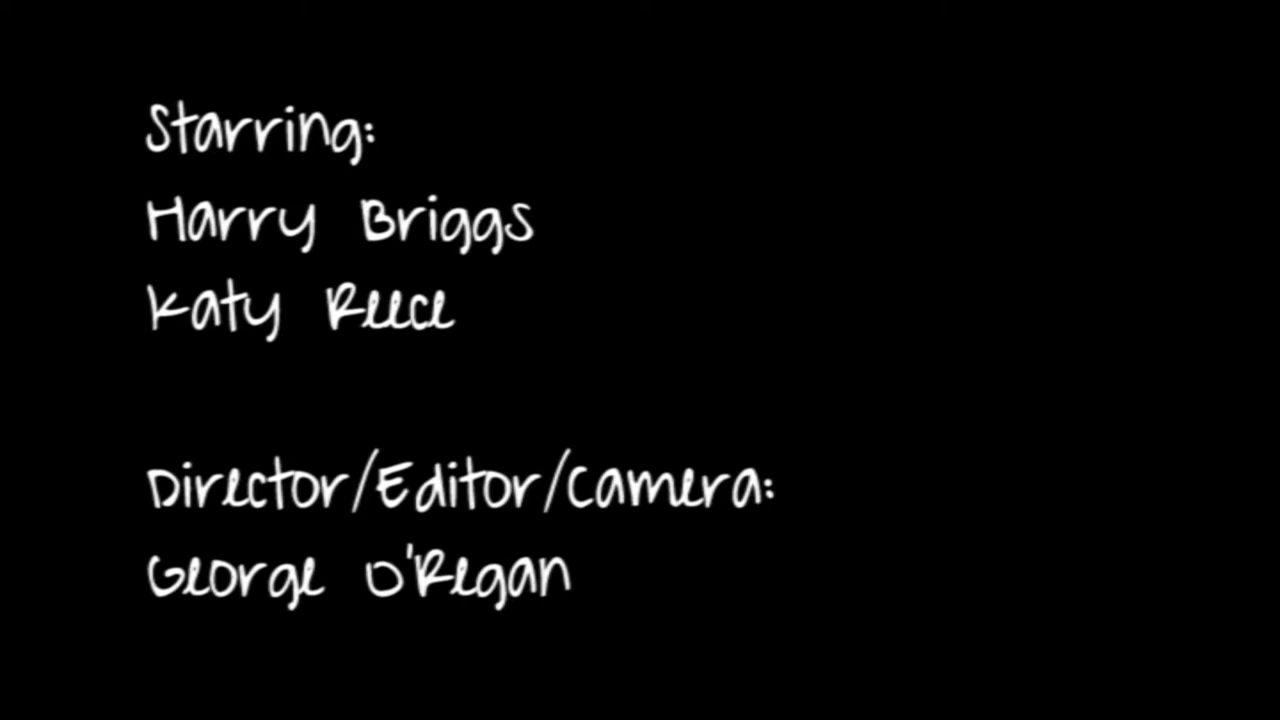 Starring:
Harry Briggs
Katy Reece
Director/Editor/Camera:
George O'Regan